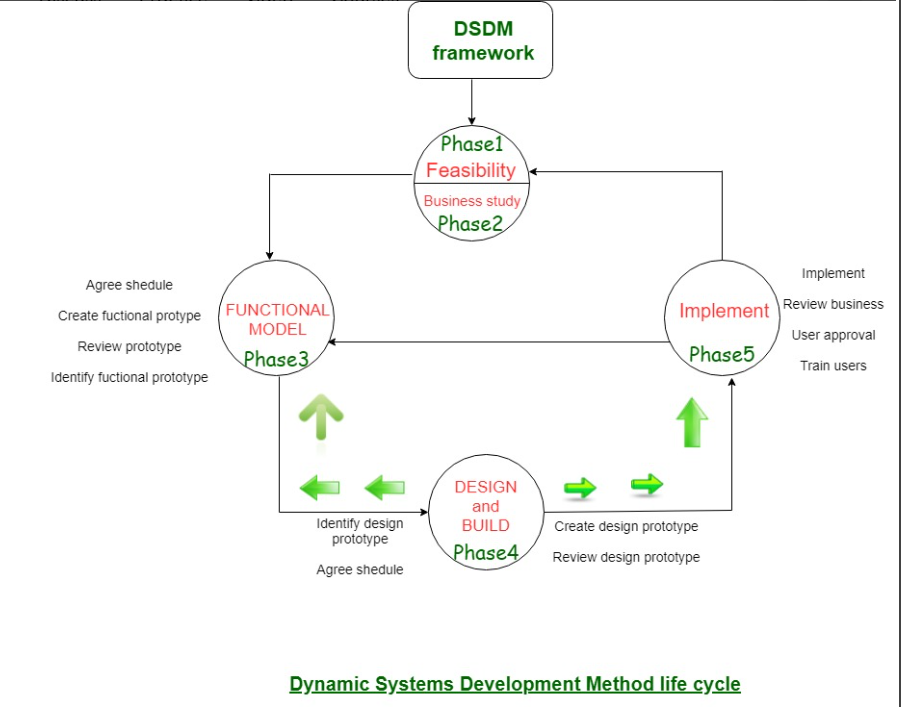 DSDM
framework
Phase1
Feasibility
Business study
Phase2
FUNCTIONAL
MODEL
Phase3
Agree shedule
Create fuctional protype
Review prototype
Identify fuctional prototype
Implement
Phase5
Implement
Review business
User approval
Train users
DESIGN
and
BUILD
Phase4
Identify design
prototype
Agree shedule
Create design prototype
Review design prototype
Dynamic Systems Development Method life cycle